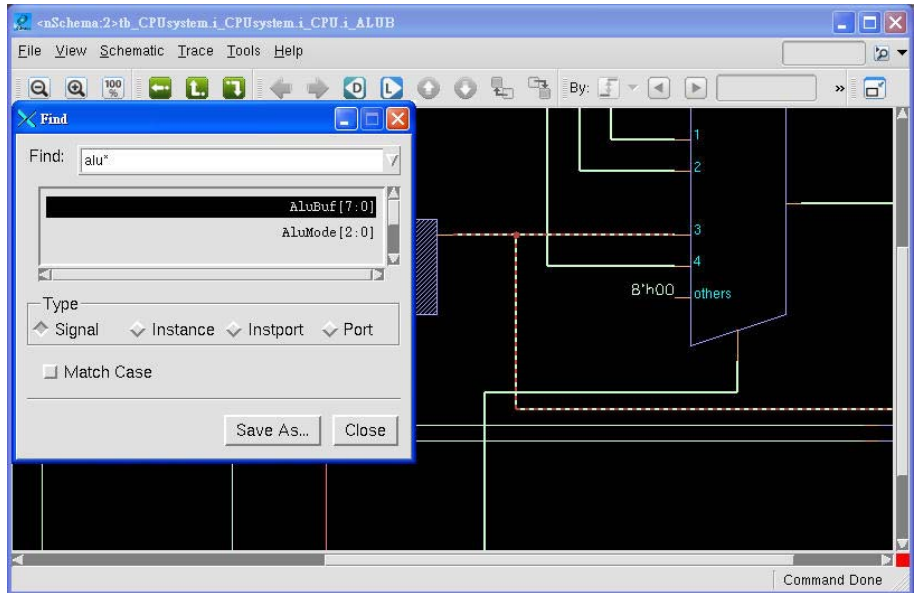 <nSchema:2>tb_CPUsystem.i_CPUsystem.i_CPU.i_ALUB
File View Schematic Trace Tools Help
100 % D L By: »
Find
Find: alu*
AluBuf[7:0]
AluMode[2:0]
Type
Signal Instance Instport Port
Match Case
Save As... Close
1
2
3
4
8'h00 others
Command Done